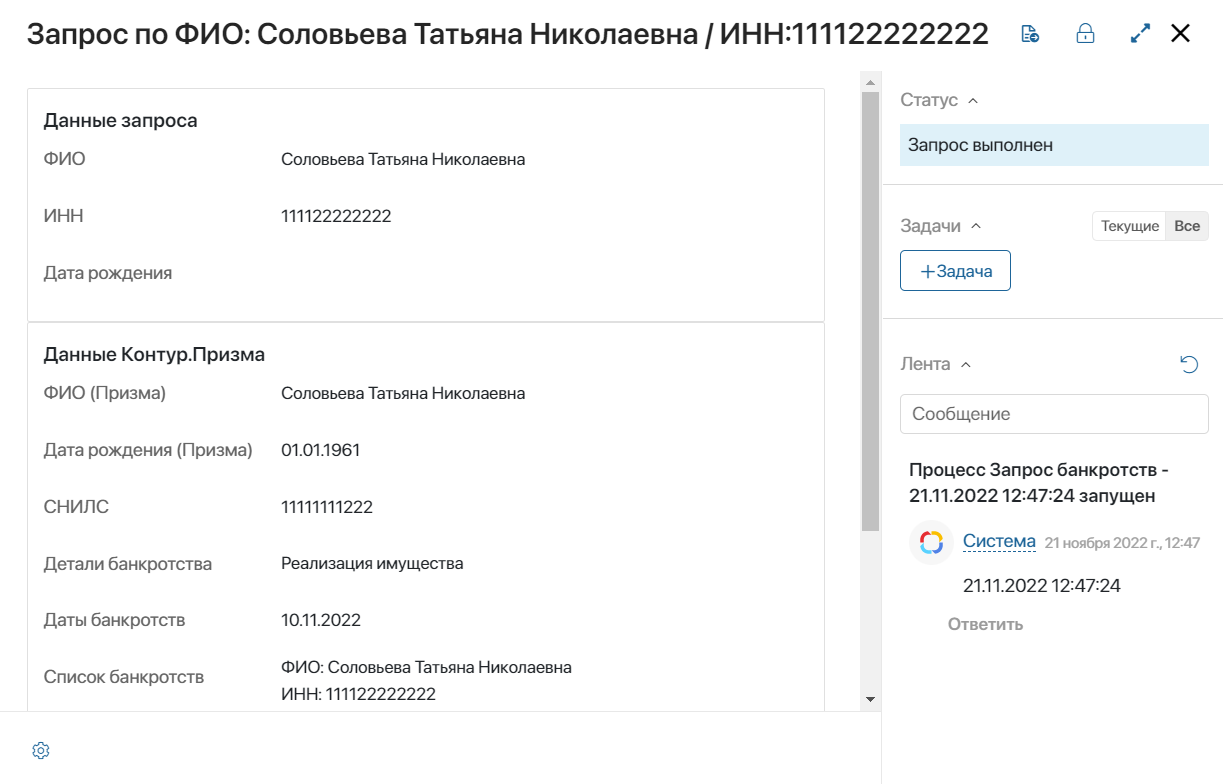 Запрос по ФИО: Соловьева Татьяна Николаевна / ИНН:111122222222
Данные запроса
ФИО Соловьева Татьяна Николаевна
ИНН 111122222222
Дата рождения
Данные Контур.Призма
ФИО (Призма) Соловьева Татьяна Николаевна
Дата рождения (Призма) 01.01.1961
СНИЛС 11111111222
Детали банкротства Реализация имущества
Даты банкротств 10.11.2022
Список банкротств ФИО: Соловьева Татьяна Николаевна
ИНН: 111122222222
Статус
Запрос выполнен
Задачи Текущие Все
+Задача
Лента
Сообщение
Процесс Запрос банкротств -
21.11.2022 12:47:24 запущен
Система 21 ноября 2022 г., 12:47
21.11.2022 12:47:24
Ответить